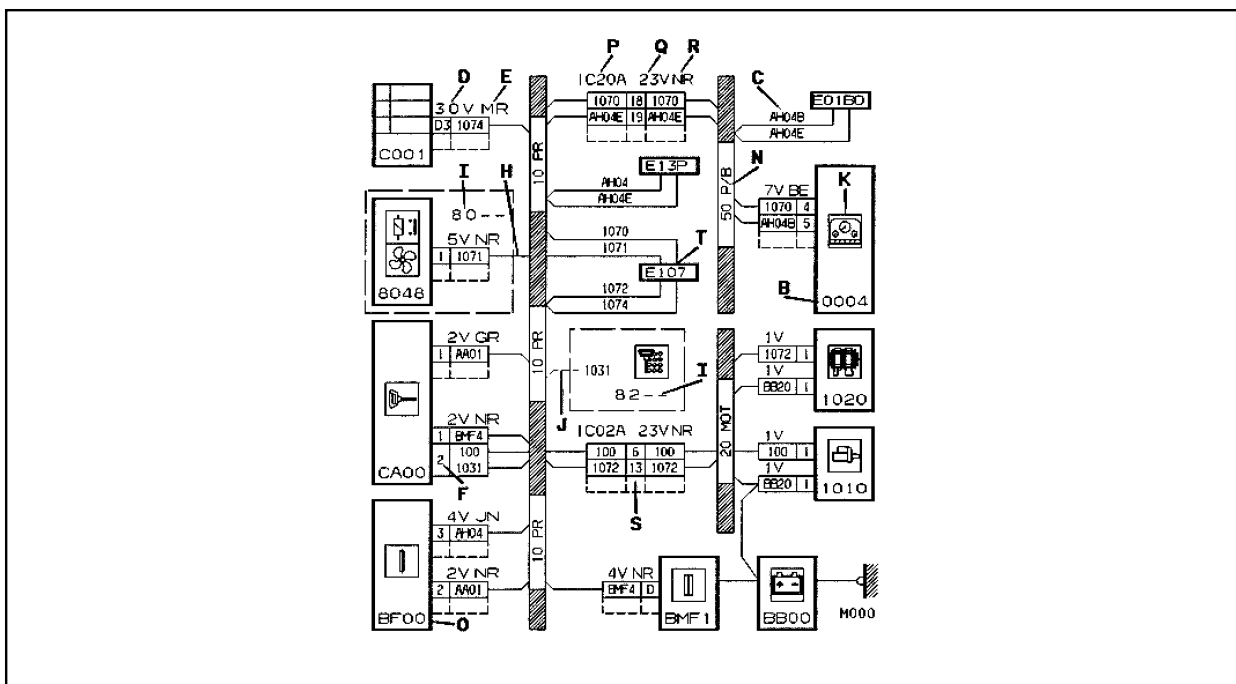 P Q R
IC20A 23V NR
1070 18 1070
AH04E 19 AH04E
D E
30V MR
D3 1074
C001
C
E01B0
AH04B
AH04E
10 PR
E13P
AH04
AH04E
N
50 P/B
7V BE
1070 4
AH04B 5
K
B
0004
I
80--
H
5V NR
1 1071
8048
1070
1071
T
E107
1072
1074
2V GR
1 AA01
10 PR
1031
82--
I
J
2V NR
1 BMF4
2 100
1031
CA00
F
IC02A 23V NR
100 6 100
1072 13 1072
S
20 MOT
1V
1072 1
1V
BB20 1
1020
1V
100 1
1V
BB20 1
1010
4V JN
3 AH04
10 PR
2V NR
2 AA01
BF00
O
4V NR
BMF4 D
BMF1
BB00
M000